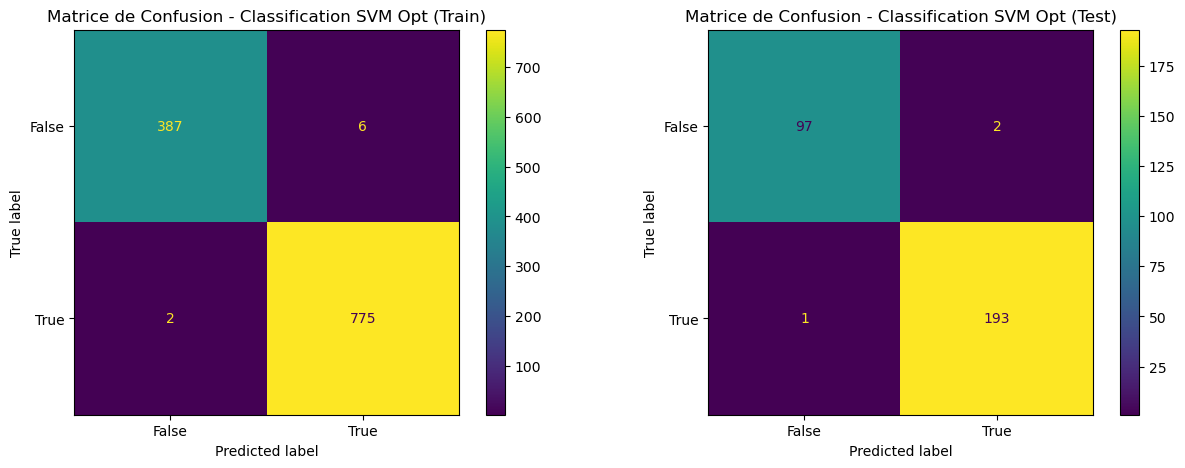 Matrice de Confusion - Classification SVM Opt (Train)
True label
False
True
387
6
2
775
False
True
Predicted label
700
600
500
400
300
200
100
Matrice de Confusion - Classification SVM Opt (Test)
True label
False
True
97
2
1
193
False
True
Predicted label
175
150
125
100
75
50
25